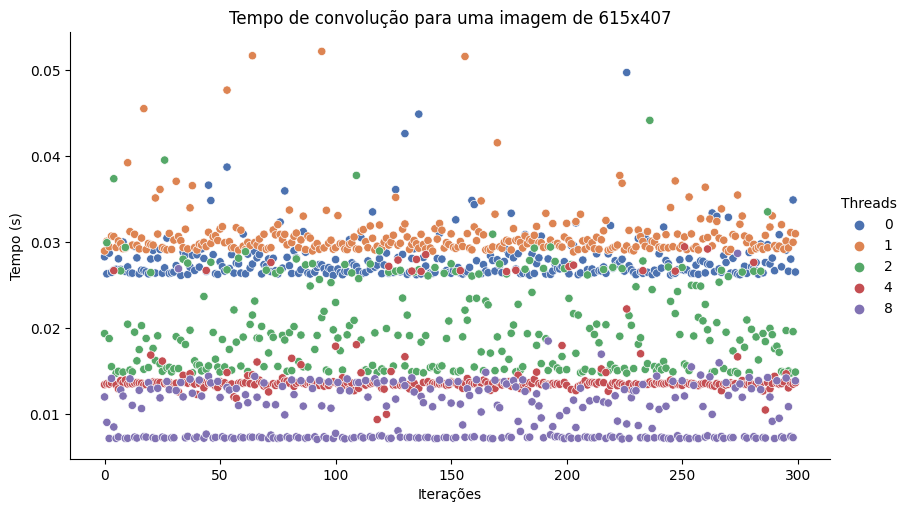 Tempo de convolução para uma imagem de 615x407
Tempo (s)
0.05
0.04
0.03
0.02
0.01
0 50 100 150 200 250 300
Iterações
Threads
0
1
2
4
8